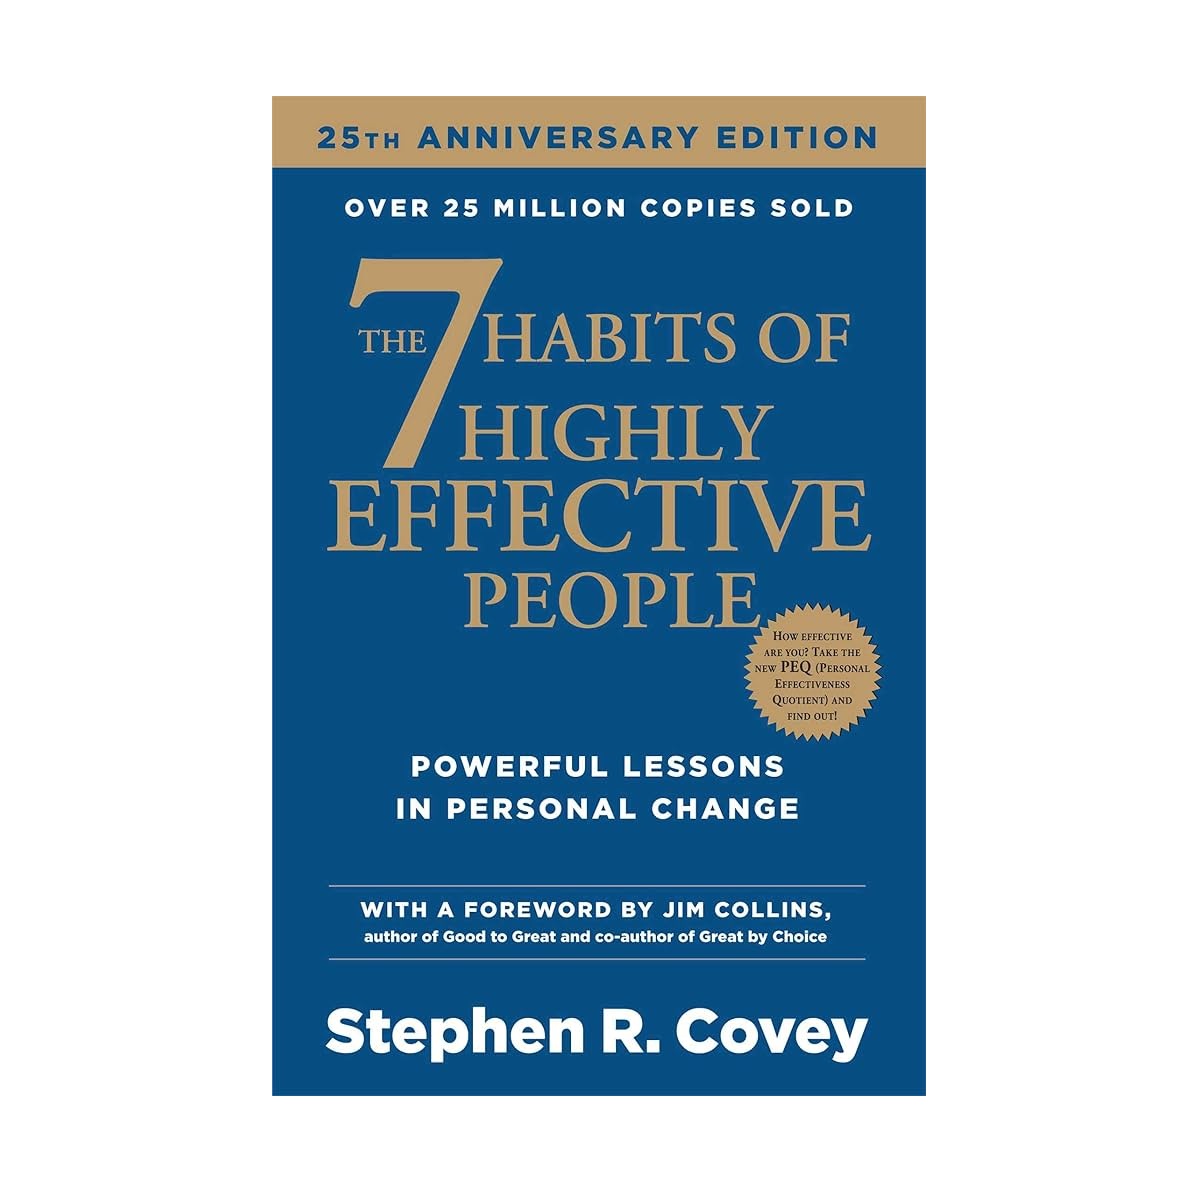 25TH ANNIVERSARY EDITION
OVER 25 MILLION COPIES SOLD
THE 7 HABITS OF
HIGHLY
EFFECTIVE
PEOPLE
HOW EFFECTIVE
ARE YOU? TAKE THE
NEW PEQ (PERSONAL
EFFECTIVENESS
QUOTIENT) AND
FIND OUT!
POWERFUL LESSONS
IN PERSONAL CHANGE
WITH A FOREWORD BY JIM COLLINS,
author of Good to Great and co-author of Great by Choice
Stephen R. Covey